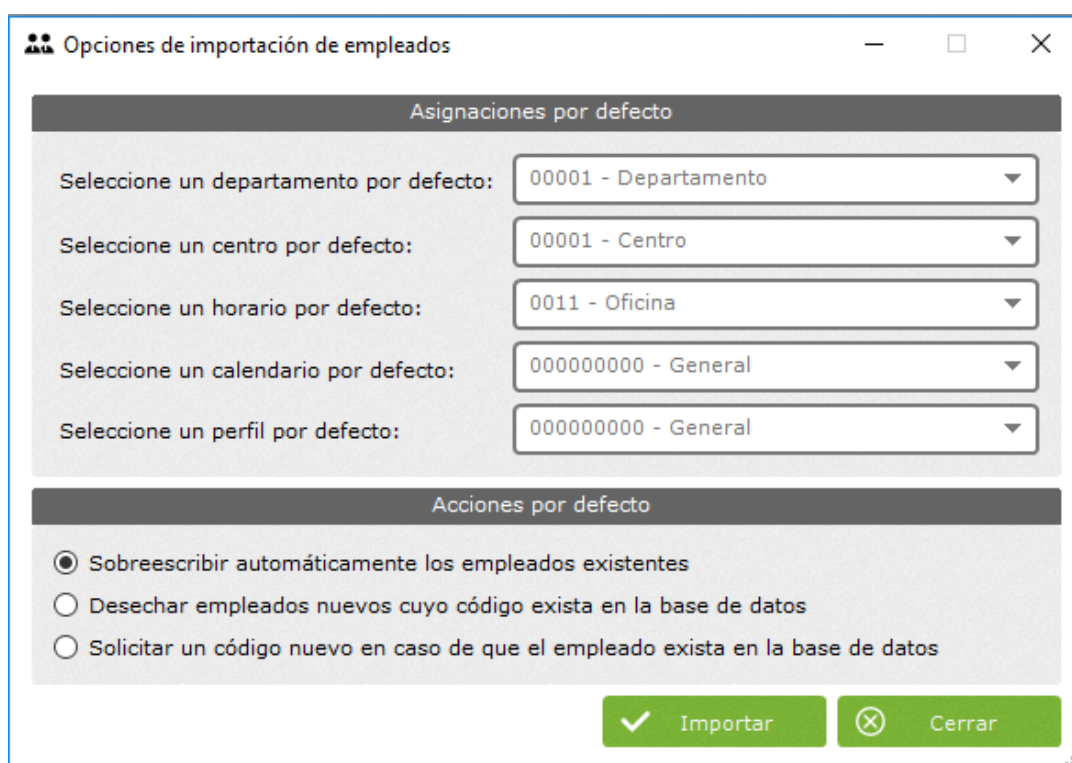 Opciones de importación de empleados
Asignaciones por defecto
Seleccione un departamento por defecto: 00001 - Departamento
Seleccione un centro por defecto: 00001 - Centro
Seleccione un horario por defecto: 0011 - Oficina
Seleccione un calendario por defecto: 000000000 - General
Seleccione un perfil por defecto: 000000000 - General
Acciones por defecto
Sobreescribir automáticamente los empleados existentes
Desechar empleados nuevos cuyo código exista en la base de datos
Solicitar un código nuevo en caso de que el empleado exista en la base de datos
Importar Cerrar